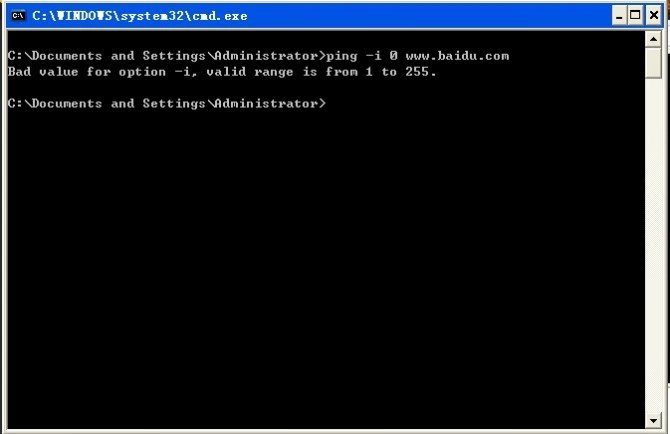 C:\WINDOWS\system32\cmd.exe
C:\Documents and Settings\Administrator>ping -i 0 www.baidu.com
Bad value for option -i, valid range is from 1 to 255.
C:\Documents and Settings\Administrator>